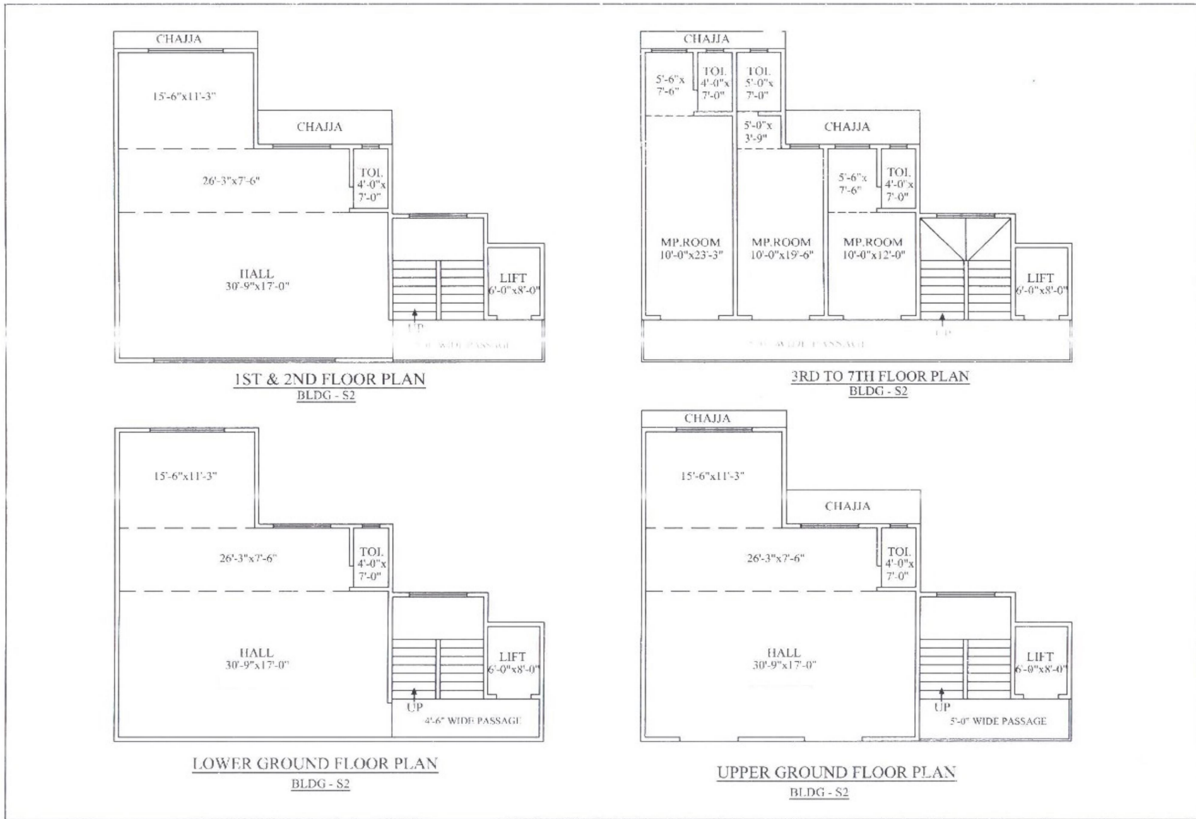 CHAJJA
15'-6"x11'-3"
CHAJJA
26'-3"x7'-6"
TOI.
4'-0"x
7'-0"
HALL
30'-9"x17'-0"
LIFT
6'-0"x8'-0"
UP
WIDE PASSAGE
1ST & 2ND FLOOR PLAN
BLDG - S2
CHAJJA
5'-6"x
7'-6"
TOI.
4'-0"x
7'-0"
TOI.
5'-0"x
7'-0"
5'-0"x
3'-9"
CHAJJA
5'-6"x
7'-6"
TOI.
4'-0"x
7'-0"
MP.ROOM
10'-0"x23'-3"
MP.ROOM
10'-0"x19'-6"
MP.ROOM
10'-0"x12'-0"
LIFT
6'-0"x8'-0"
UP
WIDE PASSAGE
3RD TO 7TH FLOOR PLAN
BLDG - S2
15'-6"x11'-3"
26'-3"x7'-6"
TOI.
4'-0"x
7'-0"
HALL
30'-9"x17'-0"
LIFT
6'-0"x8'-0"
UP
4'-6" WIDE PASSAGE
LOWER GROUND FLOOR PLAN
BLDG - S2
CHAJJA
15'-6"x11'-3"
CHAJJA
26'-3"x7'-6"
TOI.
4'-0"x
7'-0"
HALL
30'-9"x17'-0"
LIFT
6'-0"x8'-0"
UP
5'-0" WIDE PASSAGE
UPPER GROUND FLOOR PLAN
BLDG - S2